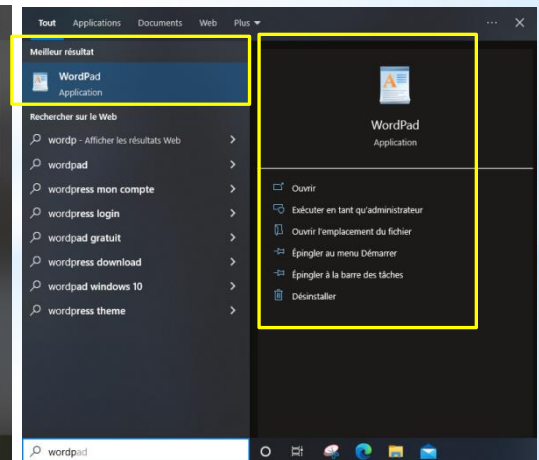 Tout Applications Documents Web Plus
Meilleur résultat
WordPad
Application
Rechercher sur le Web
wordp - Afficher les résultats Web
wordpad
wordpress mon compte
wordpress login
wordpad gratuit
wordpress download
wordpad windows 10
wordpress theme
WordPad
Application
Ouvrir
Exécuter en tant qu'administrateur
Ouvrir l'emplacement du fichier
Épingler au menu Démarrer
Épingler à la barre des tâches
Désinstaller
wordpad